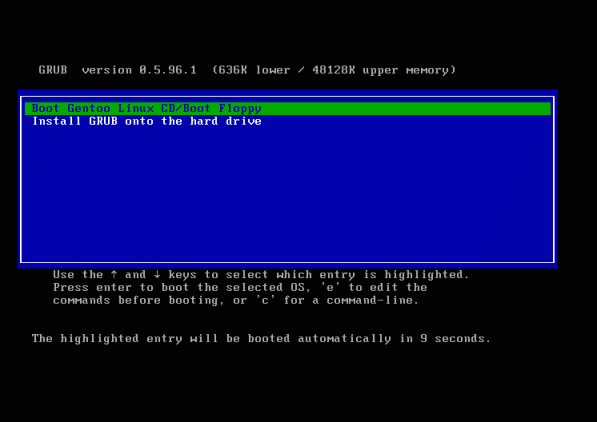 GRUB version 0.5.96.1 (636K lower / 48128K upper memory)
Boot Gentoo Linux CD/Boot Floppy
Install GRUB onto the hard drive
Use the ↑ and ↓ keys to select which entry is highlighted.
Press enter to boot the selected OS, 'e' to edit the
commands before booting, or 'c' for a command-line.
The highlighted entry will be booted automatically in 9 seconds.